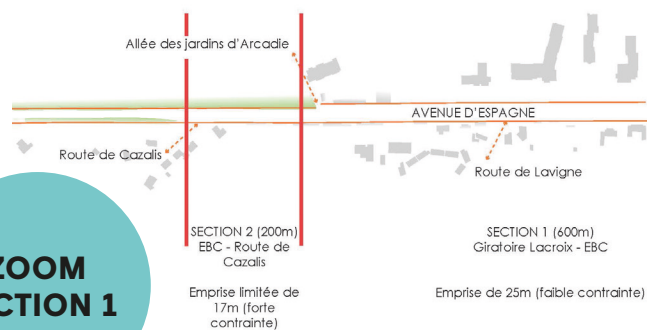 Allée des jardins d'Arcadie
AVENUE D'ESPAGNE
Route de Cazalis
Route de Lavigne
SECTION 2 (200m)
EBC - Route de
Cazalis
Emprise limitée de
17m (forte
contrainte)
SECTION 1 (600m)
Giratoire Lacroix - EBC
Emprise de 25m (faible contrainte)
ZOOM
CTION 1